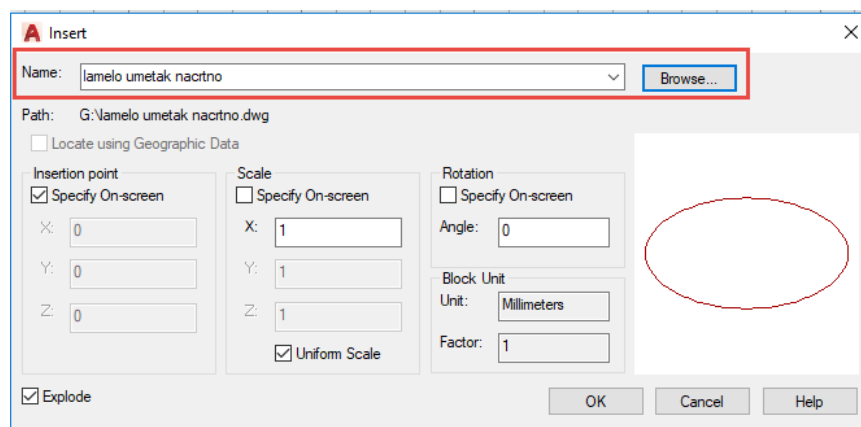 Insert
Name: lamelo umetak nacrtno Browse...
Path: G:\lamelo umetak nacrtno.dwg
Locate using Geographic Data
Insertion point Scale Rotation
Specify On-screen Specify On-screen Specify On-screen
X: 0 X: 1 Angle: 0
Y: 0 Y: 1 Block Unit
Z: 0 Z: 1 Unit: Millimeters
Uniform Scale Factor: 1
Explode OK Cancel Help